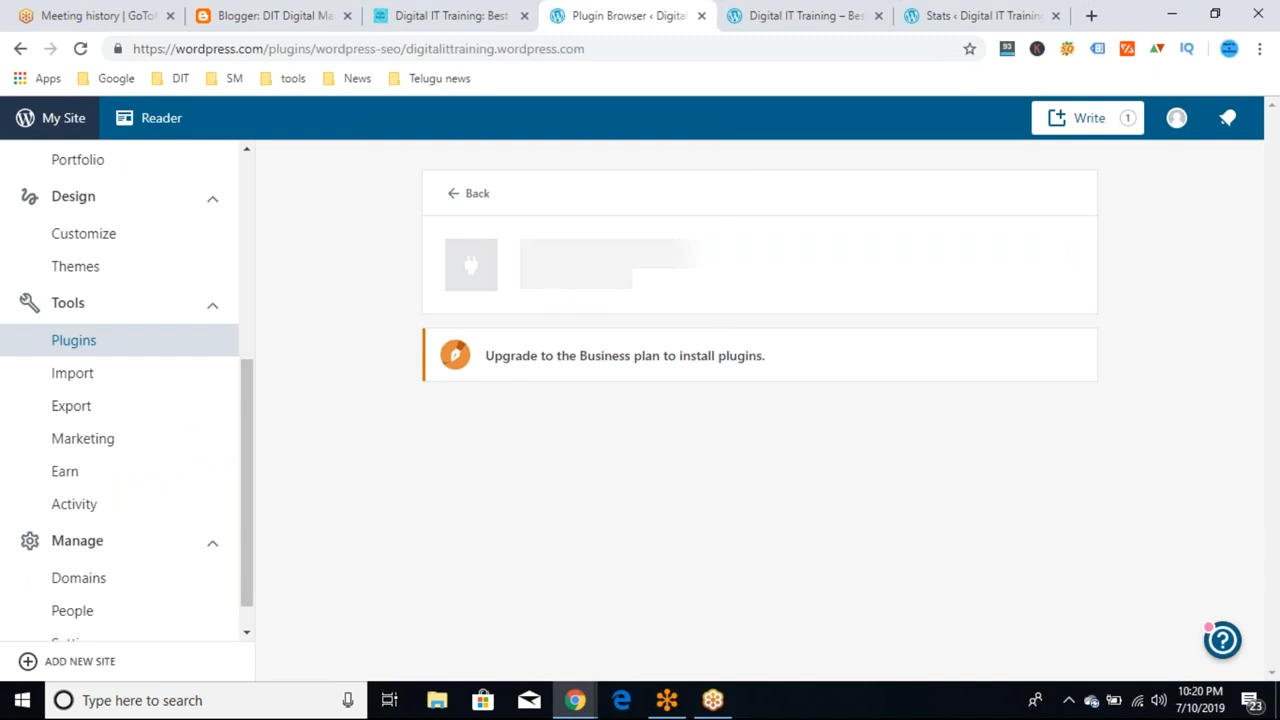 Meeting history | GoTo
Blogger: DIT Digital Ma
Digital IT Training: Best
Plugin Browser ‹ Digita
Digital IT Training – Bes
Stats ‹ Digital IT Trainin
https://wordpress.com/plugins/wordpress-seo/digitalittraining.wordpress.com
93
IQ
Apps
Google
DIT
SM
tools
News
Telugu news
My Site
Reader
Write 1
Portfolio
Design
Customize
Themes
Tools
Plugins
Import
Export
Marketing
Earn
Activity
Manage
Domains
People
ADD NEW SITE
Back
Upgrade to the Business plan to install plugins.
Type here to search
10:20 PM
7/10/2019
23